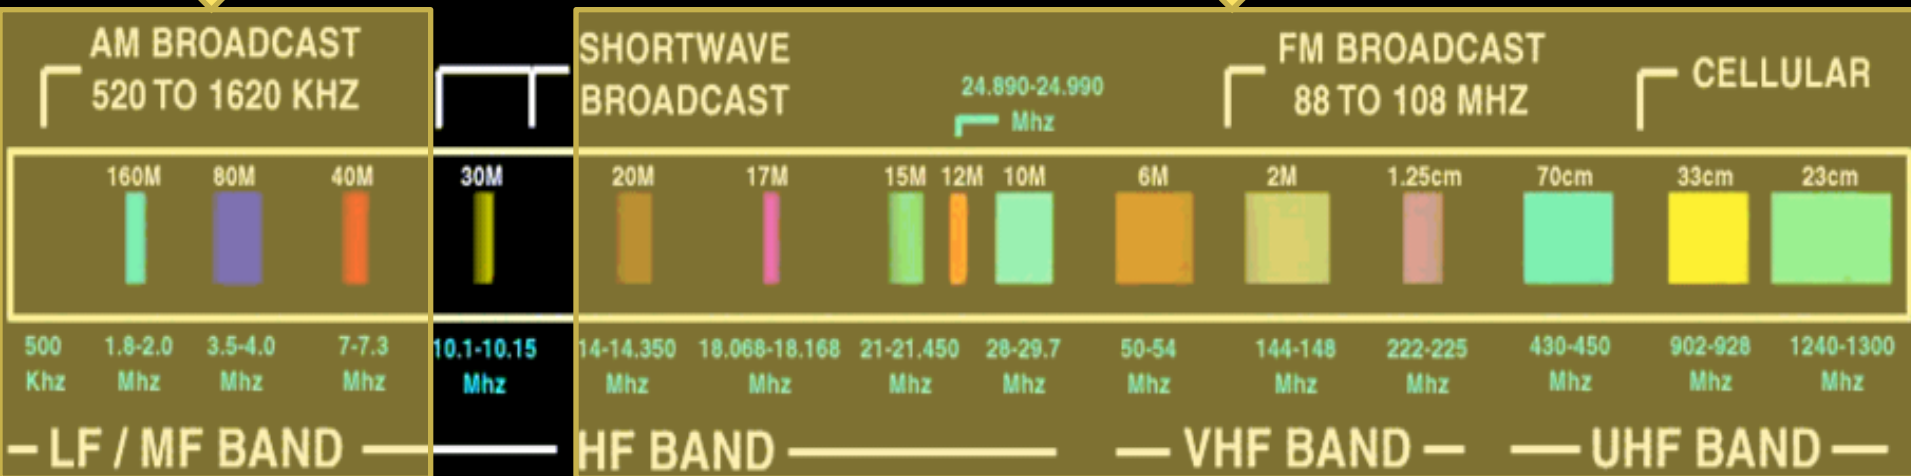 AM BROADCAST
520 TO 1620 KHZ
SHORTWAVE
BROADCAST
24.890-24.990
Mhz
FM BROADCAST
88 TO 108 MHZ
CELLULAR
160M 80M 40M 30M 20M 17M 15M 12M 10M 6M 2M 1.25cm 70cm 33cm 23cm
500 1.8-2.0 3.5-4.0 7-7.3 10.1-10.15 14-14.350 18.068-18.168 21-21.450 28-29.7 50-54 144-148 222-225 430-450 902-928 1240-1300
Khz Mhz Mhz Mhz Mhz Mhz Mhz Mhz Mhz Mhz Mhz Mhz Mhz Mhz Mhz
LF / MF BAND HF BAND VHF BAND UHF BAND